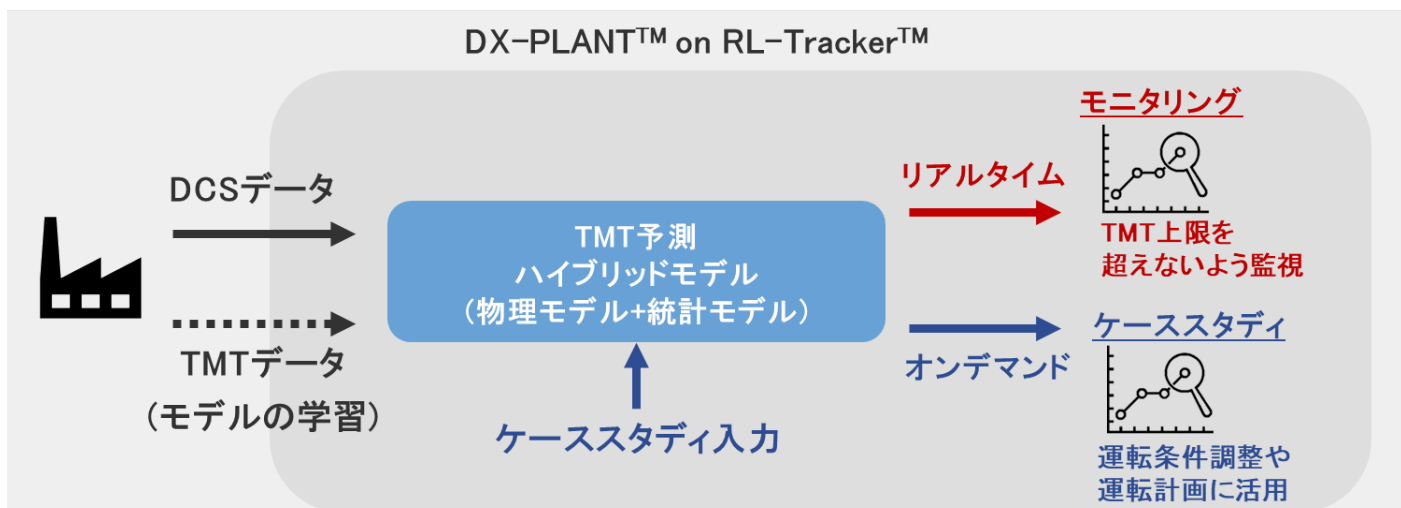 DX-PLANT™ on RL-Tracker™
DCSデータ
TMTデータ
(モデルの学習)
TMT予測
ハイブリッドモデル
(物理モデル+統計モデル)
ケーススタディ入力
リアルタイム
モニタリング
TMT上限を
超えないよう監視
オンデマンド
ケーススタディ
運転条件調整や
運転計画に活用